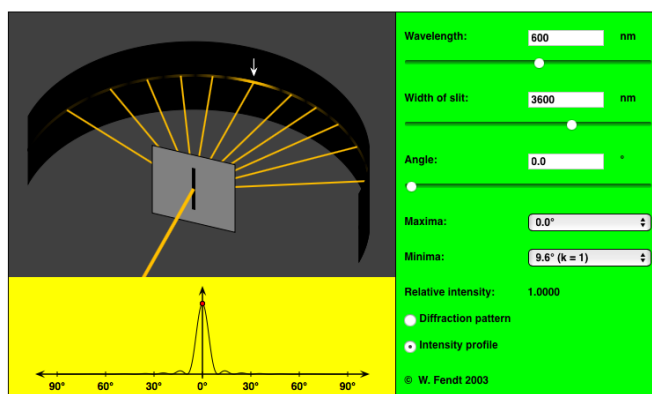 Wavelength: 600 nm
Width of slit: 3600 nm
Angle: 0.0 °
Maxima: 0.0°
Minima: 9.6° (k = 1)
Relative intensity: 1.0000
Diffraction pattern
Intensity profile
© W. Fendt 2003
90° 60° 30° 0° 30° 60° 90°